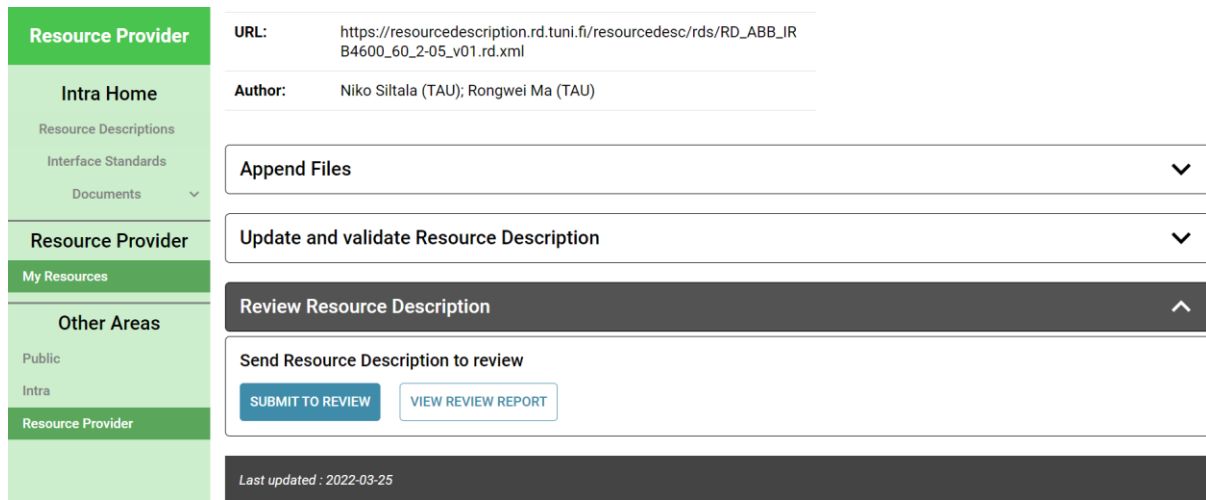 Resource Provider
Intra Home
Resource Descriptions
Interface Standards
Documents
Resource Provider
My Resources
Other Areas
Public
Intra
Resource Provider
URL: https://resourcedescription.rd.tuni.fi/resourcedesc/rds/RD_ABB_IR
B4600_60_2-05_v01.rd.xml
Author: Niko Siltala (TAU); Rongwei Ma (TAU)
Append Files
Update and validate Resource Description
Review Resource Description
Send Resource Description to review
SUBMIT TO REVIEW VIEW REVIEW REPORT
Last updated : 2022-03-25